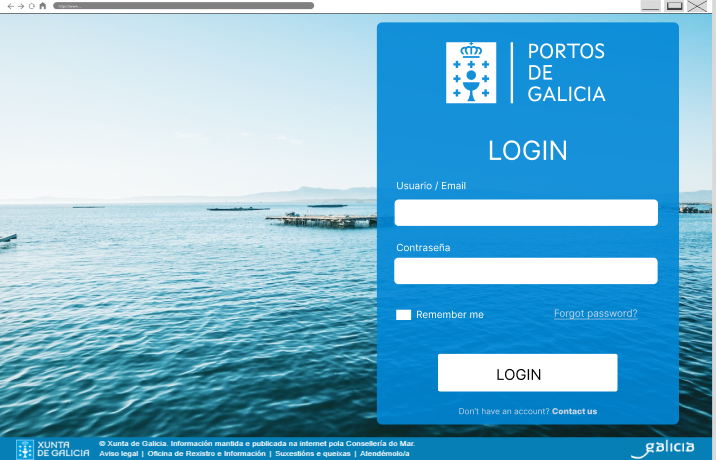 http://www...
PORTOS
DE
GALICIA
LOGIN
Usuario / Email
Contraseña
Remember me
Forgot password?
LOGIN
Don't have an account? Contact us
XUNTA
DE GALICIA
© Xunta de Galicia. Información mantida e publicada na internet pola Consellería do Mar.
Aviso legal | Oficina de Rexistro e Información | Suxestións e queixas | Atendémolo/a
galicia